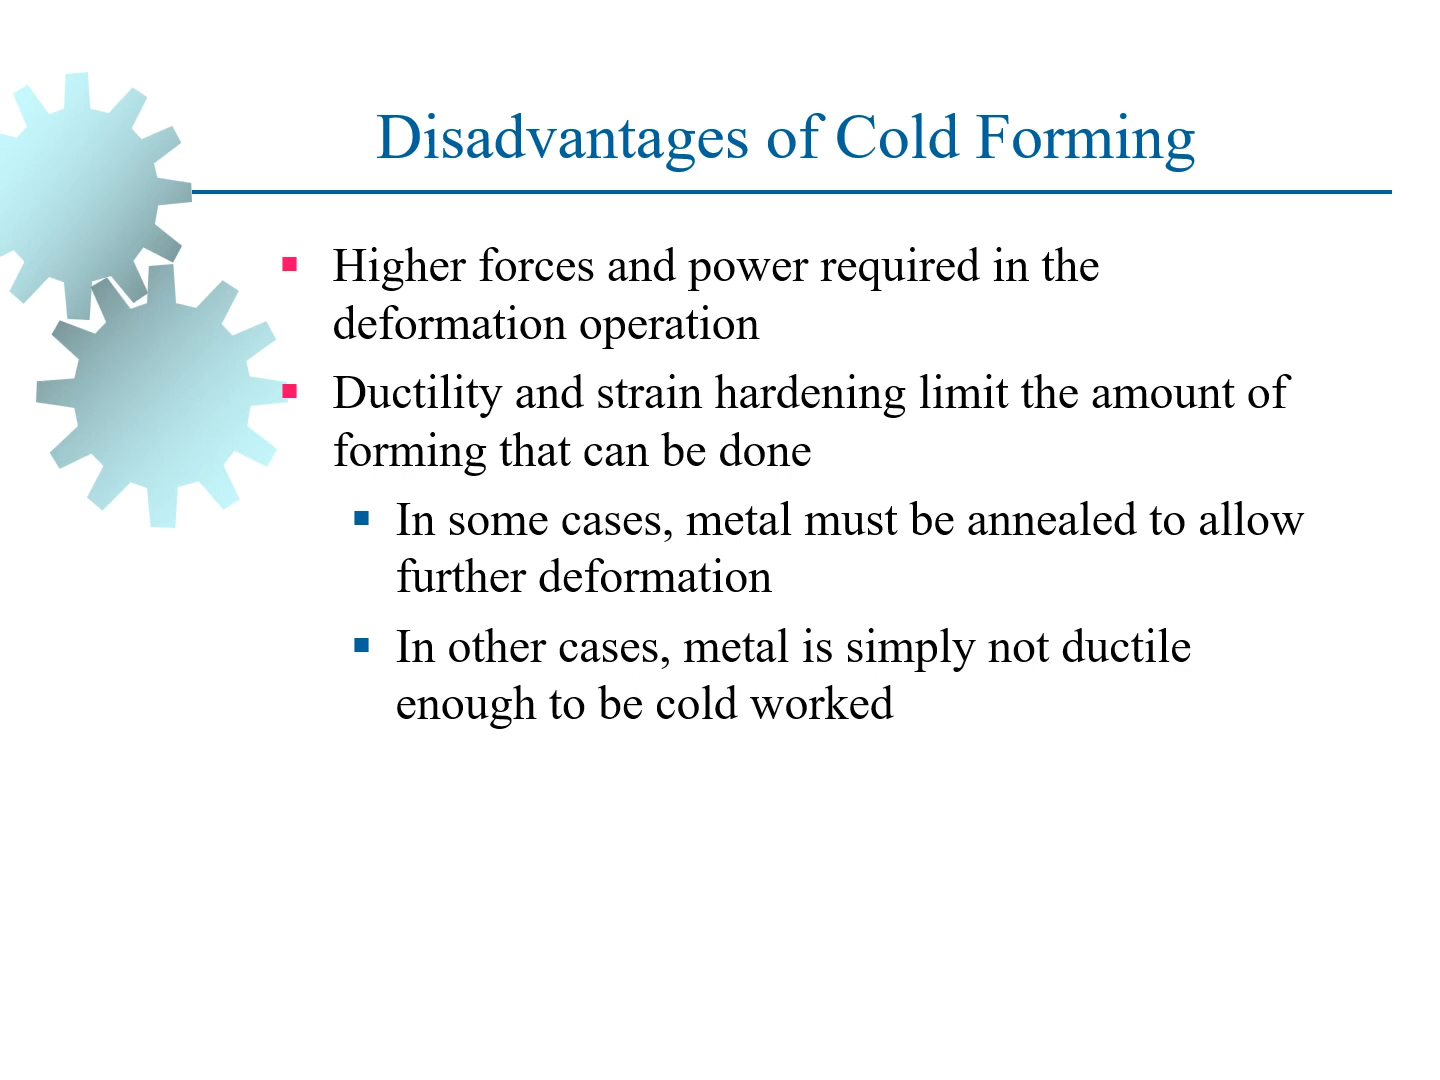 Disadvantages of Cold Forming
Higher forces and power required in the
deformation operation
Ductility and strain hardening limit the amount of
forming that can be done
In some cases, metal must be annealed to allow
further deformation
In other cases, metal is simply not ductile
enough to be cold worked